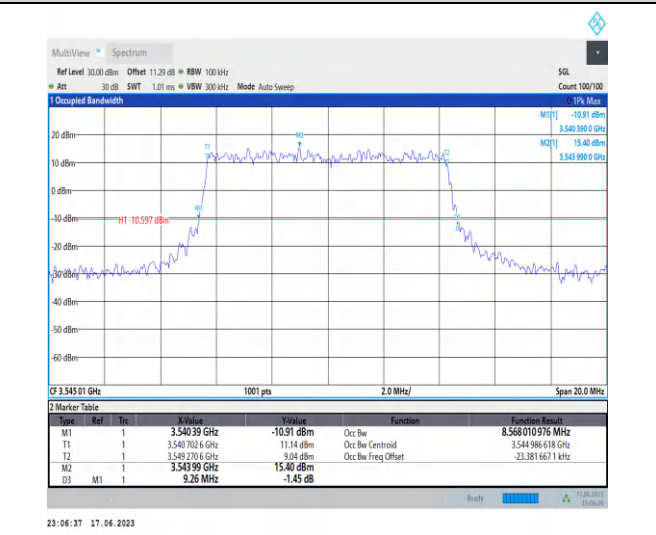 MultiView Spectrum
Ref Level 30.00 dBm Offset 11.29 dB RBW 100 kHz SGL
Att 30 dB SWT 1.01 ms VBW 300 kHz Mode Auto Sweep Count 100/100
1 Occupied Bandwidth 1Pk Max
M1[1] -10.91 dBm
3.540 390 0 GHz
M2[1] 15.40 dBm
3.543 990 0 GHz
20 dBm
M2
T1
T2
10 dBm
0 dBm
M1
-10 dBm
H1 -10.597 dBm
-20 dBm
-30 dBm
-40 dBm
-50 dBm
-60 dBm
CF 3.545 01 GHz 1001 pts 2.0 MHz/ Span 20.0 MHz
2 Marker Table
Type Ref Trc X-Value Y-Value Function Function Result
M1 1 3.540 39 GHz -10.91 dBm Occ Bw 8.568 010 976 MHz
T1 1 3.540 702 6 GHz 11.14 dBm Occ Bw Centroid 3.544 986 618 GHz
T2 1 3.549 270 6 GHz 9.04 dBm Occ Bw Freq Offset -23.381 667 1 kHz
M2 1 3.543 99 GHz 15.40 dBm
D3 M1 1 9.26 MHz -1.45 dB
Ready 17.06.2023
23:06:37 17.06.2023